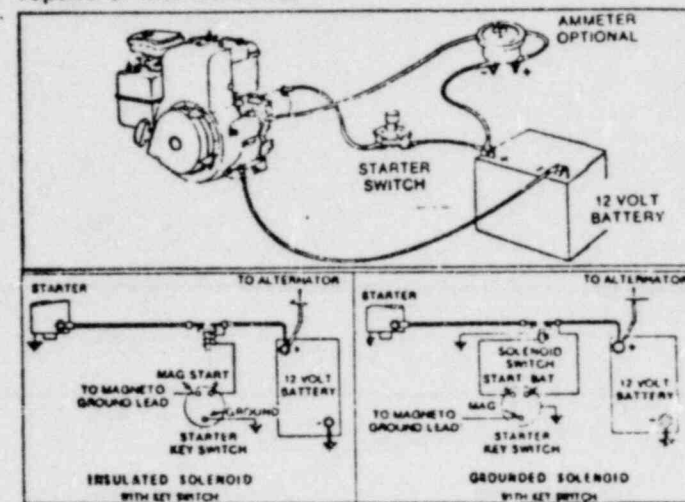 AMMETER
OPTIONAL
- +
STARTER
SWITCH
12 VOLT
BATTERY
TO ALTERNATOR
STARTER
+
MAG START
TO MAGNETO
GROUND LEAD
GROUND
12 VOLT
BATTERY
STARTER
KEY SWITCH
INSULATED SOLENOID
WITH KEY SWITCH
TO ALTERNATOR
STARTER
SOLENOID
SWITCH
+
START BAT
MAG
TO MAGNETO
GROUND LEAD
12 VOLT
BATTERY
STARTER
KEY SWITCH
GROUNDED SOLENOID
WITH KEY SWITCH